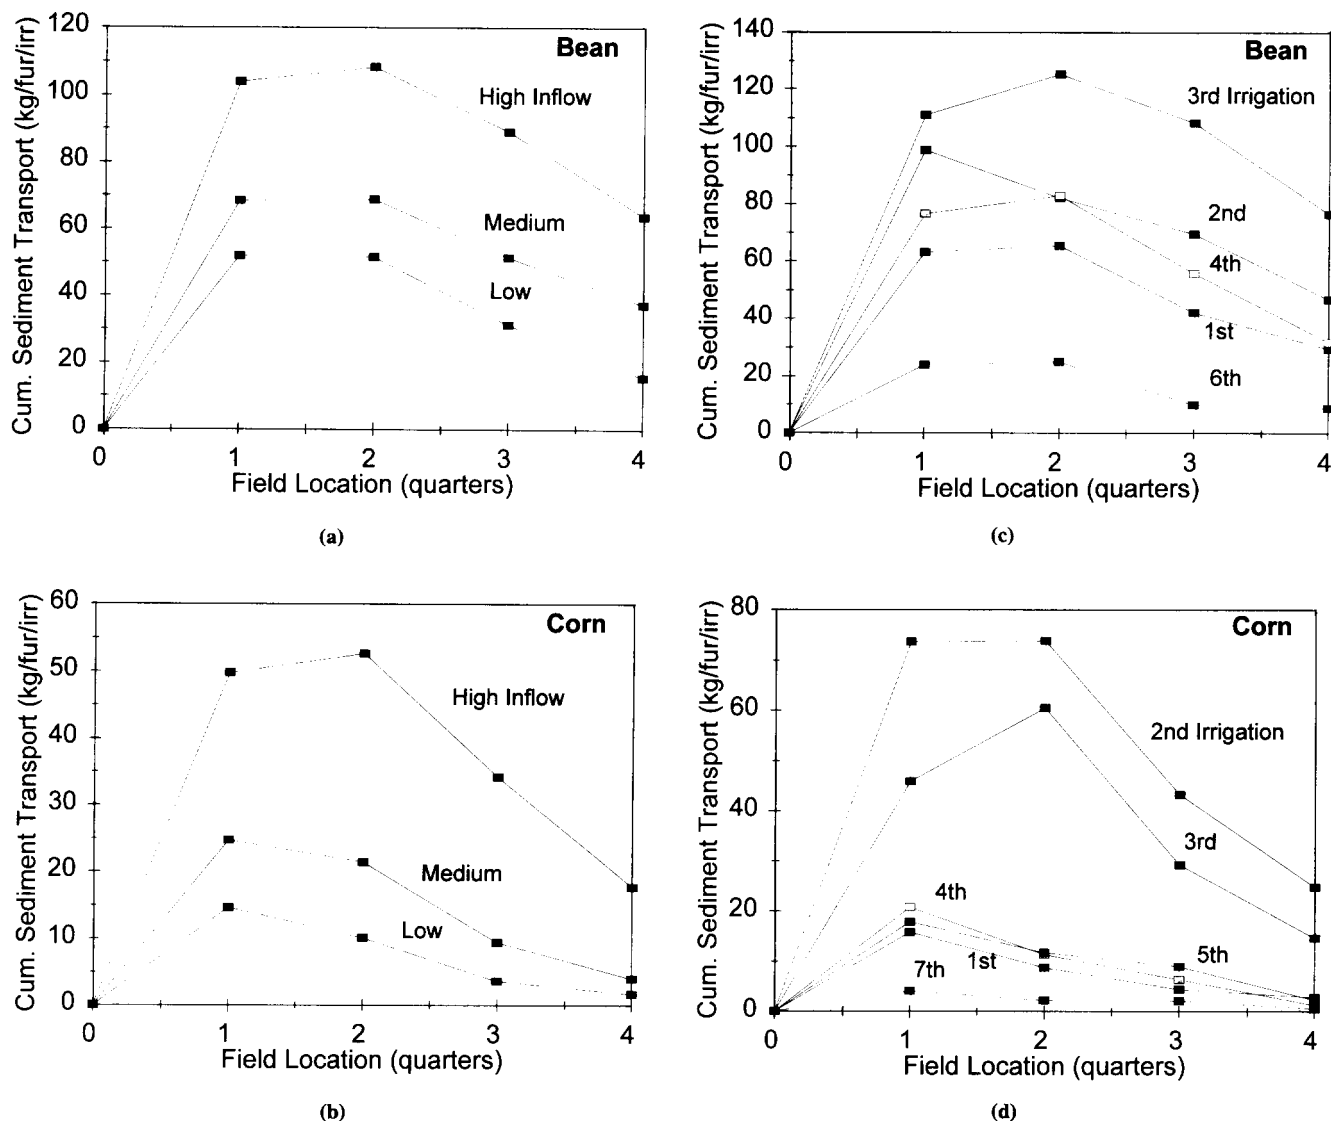 Bean
Cum. Sediment Transport (kg/fur/irr)
120
100
80
60
40
20
0
High Inflow
Medium
Low
0 1 2 3 4
Field Location (quarters)
(a)
Bean
Cum. Sediment Transport (kg/fur/irr)
140
120
100
80
60
40
20
0
3rd Irrigation
2nd
4th
1st
6th
0 1 2 3 4
Field Location (quarters)
(c)
Corn
Cum. Sediment Transport (kg/fur/irr)
60
50
40
30
20
10
0
High Inflow
Medium
Low
0 1 2 3 4
Field Location (quarters)
(b)
Corn
Cum. Sediment Transport (kg/fur/irr)
80
60
40
20
0
2nd Irrigation
3rd
4th
5th
1st
7th
0 1 2 3 4
Field Location (quarters)
(d)